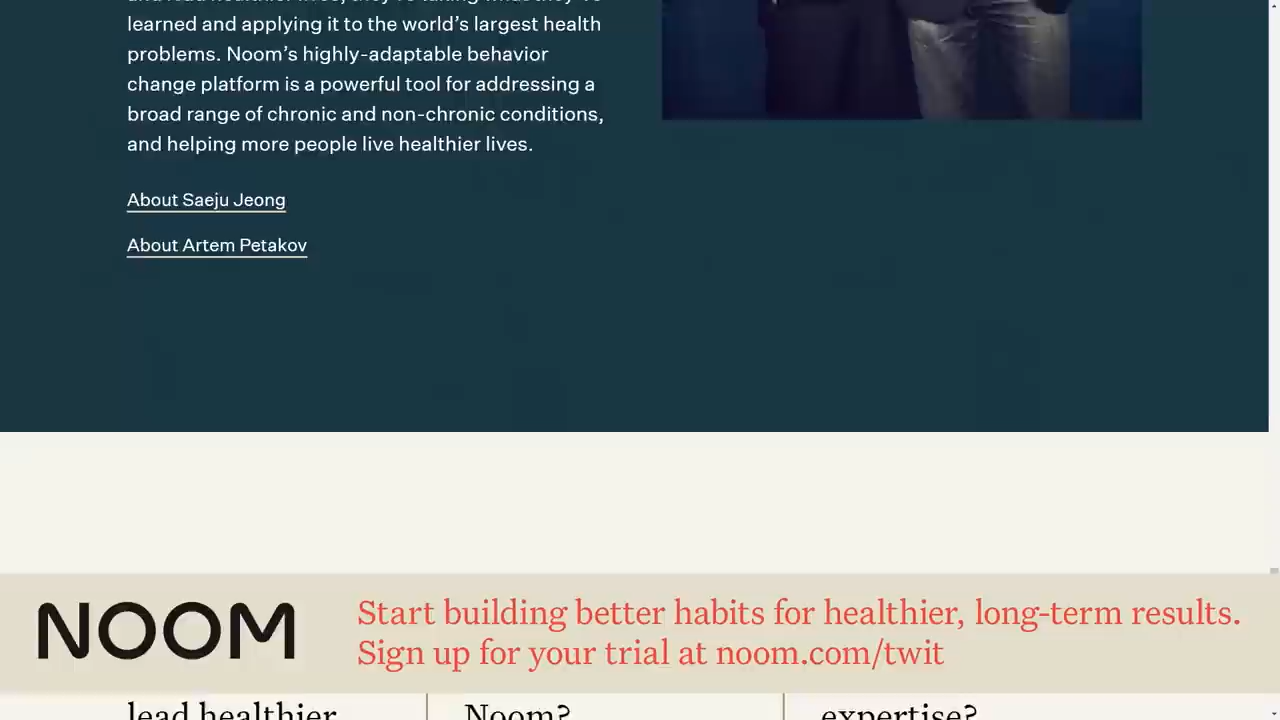 learned and applying it to the world’s largest health
problems. Noom’s highly-adaptable behavior
change platform is a powerful tool for addressing a
broad range of chronic and non-chronic conditions,
and helping more people live healthier lives.
About Saeju Jeong
About Artem Petakov
NOOM
Start building better habits for healthier, long-term results.
Sign up for your trial at noom.com/twit
lead healthier
Noom?
expertise?